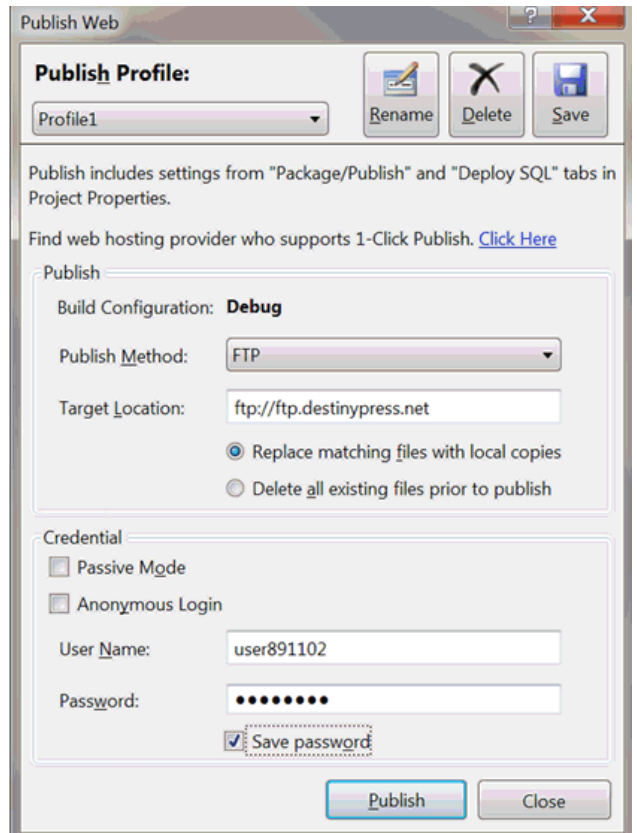 Publish Web
Publish Profile:
Profile1
Rename
Delete
Save
Publish includes settings from "Package/Publish" and "Deploy SQL" tabs in
Project Properties.
Find web hosting provider who supports 1-Click Publish. Click Here
Publish
Build Configuration: Debug
Publish Method: FTP
Target Location: ftp://ftp.destinypress.net
Replace matching files with local copies
Delete all existing files prior to publish
Credential
Passive Mode
Anonymous Login
User Name: user891102
Password: ●●●●●●●●
Save password
Publish Close